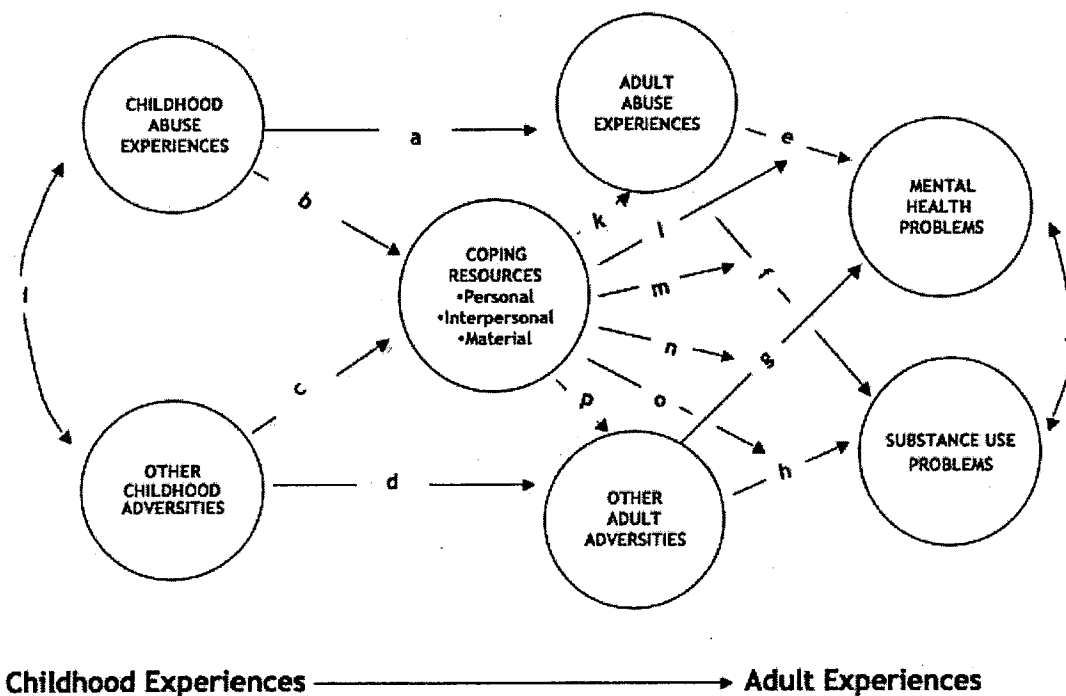 CHILDHOOD
ABUSE
EXPERIENCES
a
ADULT
ABUSE
EXPERIENCES
e
MENTAL
HEALTH
PROBLEMS
b
k
l
f
COPING
RESOURCES
•Personal
•Interpersonal
•Material
m
n
g
c
p
o
h
OTHER
CHILDHOOD
ADVERSITIES
d
OTHER
ADULT
ADVERSITIES
SUBSTANCE USE
PROBLEMS
Childhood Experiences
Adult Experiences